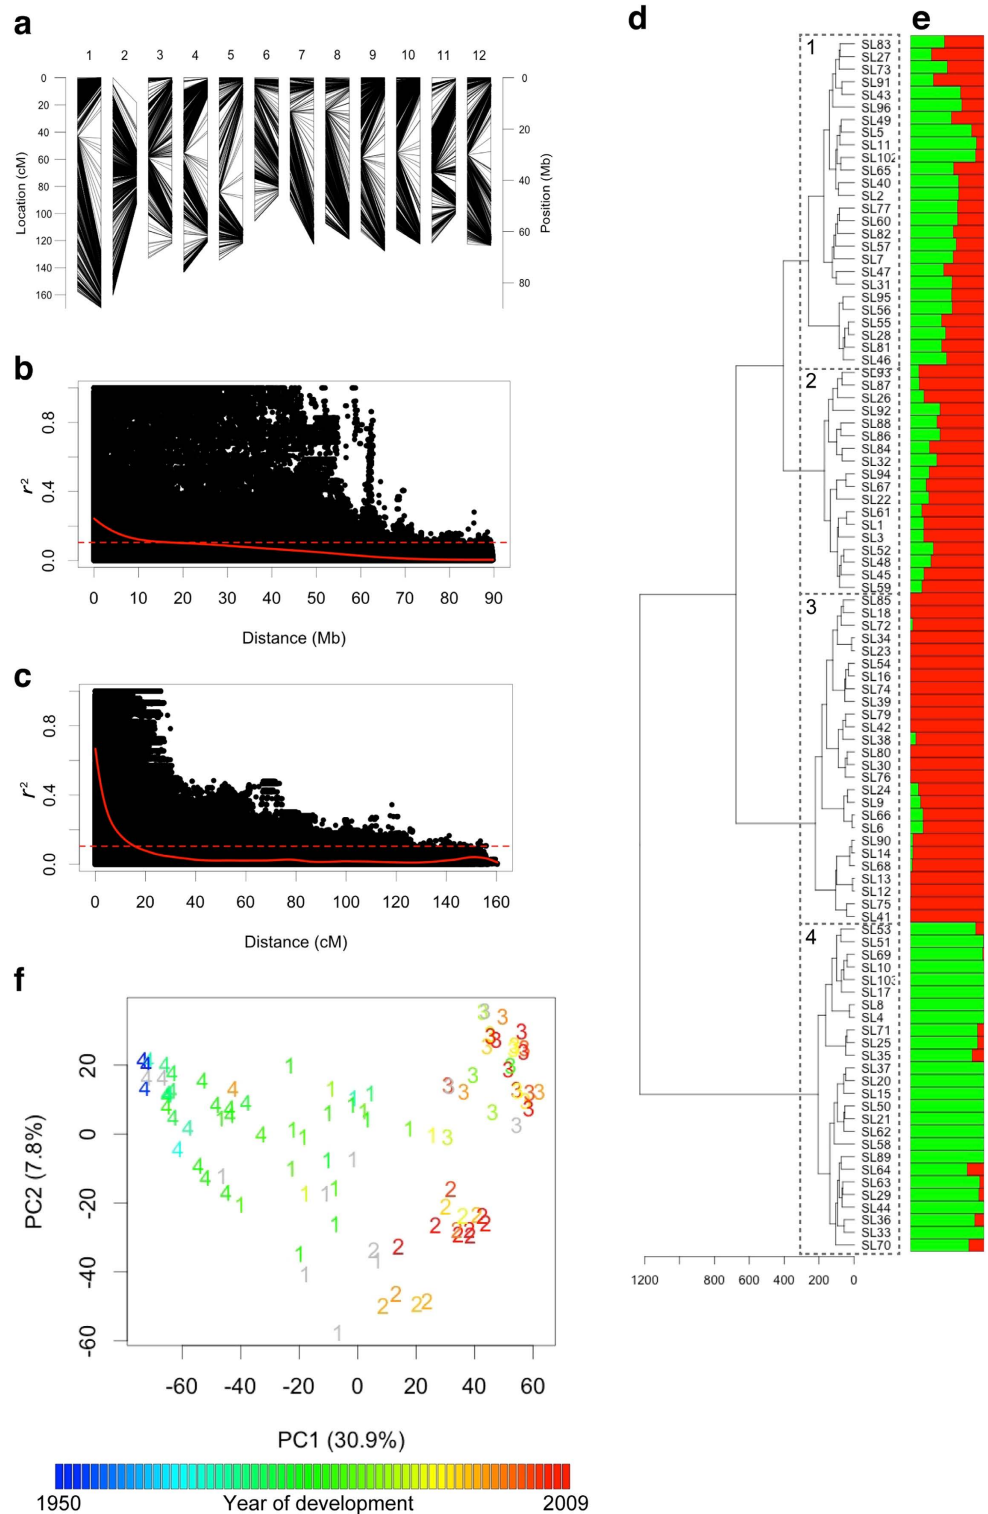 a
1 2 3 4 5 6 7 8 9 10 11 12
0
20
40
60
80
100
120
140
160
Location (cM)
0
20
40
60
80
Position (Mb)
b
0.8
0.4
0.0
r²
0 10 20 30 40 50 60 70 80 90
Distance (Mb)
c
0.8
0.4
0.0
r²
0 20 40 60 80 100 120 140 160
Distance (cM)
d
e
1
SL83
SL27
SL73
SL91
SL43
SL96
SL49
SL5
SL11
SL102
SL65
SL40
SL2
SL77
SL60
SL82
SL57
SL7
SL47
SL31
SL95
SL56
SL55
SL28
SL81
SL46
2
SL93
SL87
SL26
SL92
SL88
SL86
SL84
SL32
SL94
SL67
SL22
SL61
SL1
SL3
SL52
SL48
SL45
SL59
3
SL85
SL18
SL72
SL34
SL23
SL54
SL16
SL74
SL39
SL79
SL42
SL38
SL80
SL30
SL76
SL24
SL9
SL66
SL6
SL90
SL14
SL68
SL13
SL12
SL75
SL41
4
SL53
SL51
SL69
SL10
SL103
SL17
SL8
SL4
SL71
SL25
SL35
SL37
SL20
SL15
SL50
SL21
SL62
SL58
SL89
SL64
SL63
SL29
SL44
SL36
SL33
SL70
1200 800 600 400 200 0
f
20
0
-20
-40
-60
PC2 (7.8%)
-60 -40 -20 0 20 40 60
PC1 (30.9%)
1950 Year of development 2009